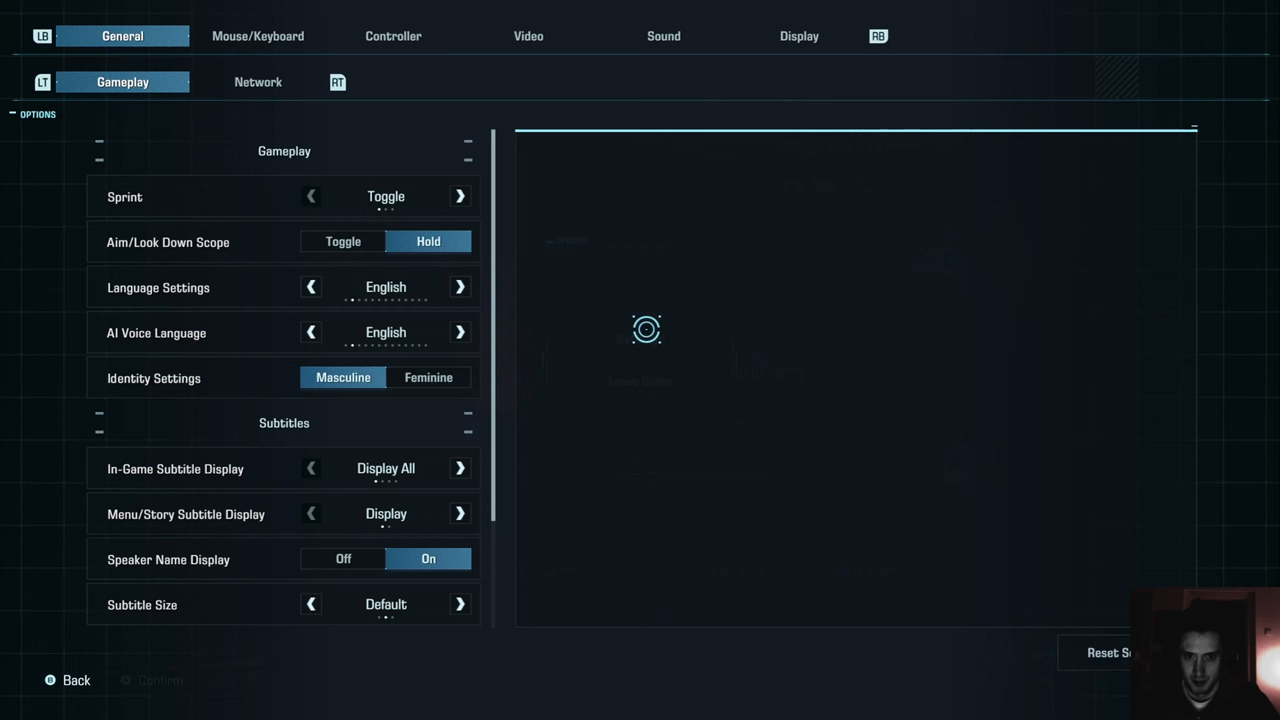 LB General Mouse/Keyboard Controller Video Sound Display RB
LT Gameplay Network RT
OPTIONS
Gameplay
Sprint Toggle
Aim/Look Down Scope Toggle Hold
Language Settings English
AI Voice Language English
Identity Settings Masculine Feminine
Subtitles
In-Game Subtitle Display Display All
Menu/Story Subtitle Display Display
Speaker Name Display Off On
Subtitle Size Default
Reset
B Back Confirm